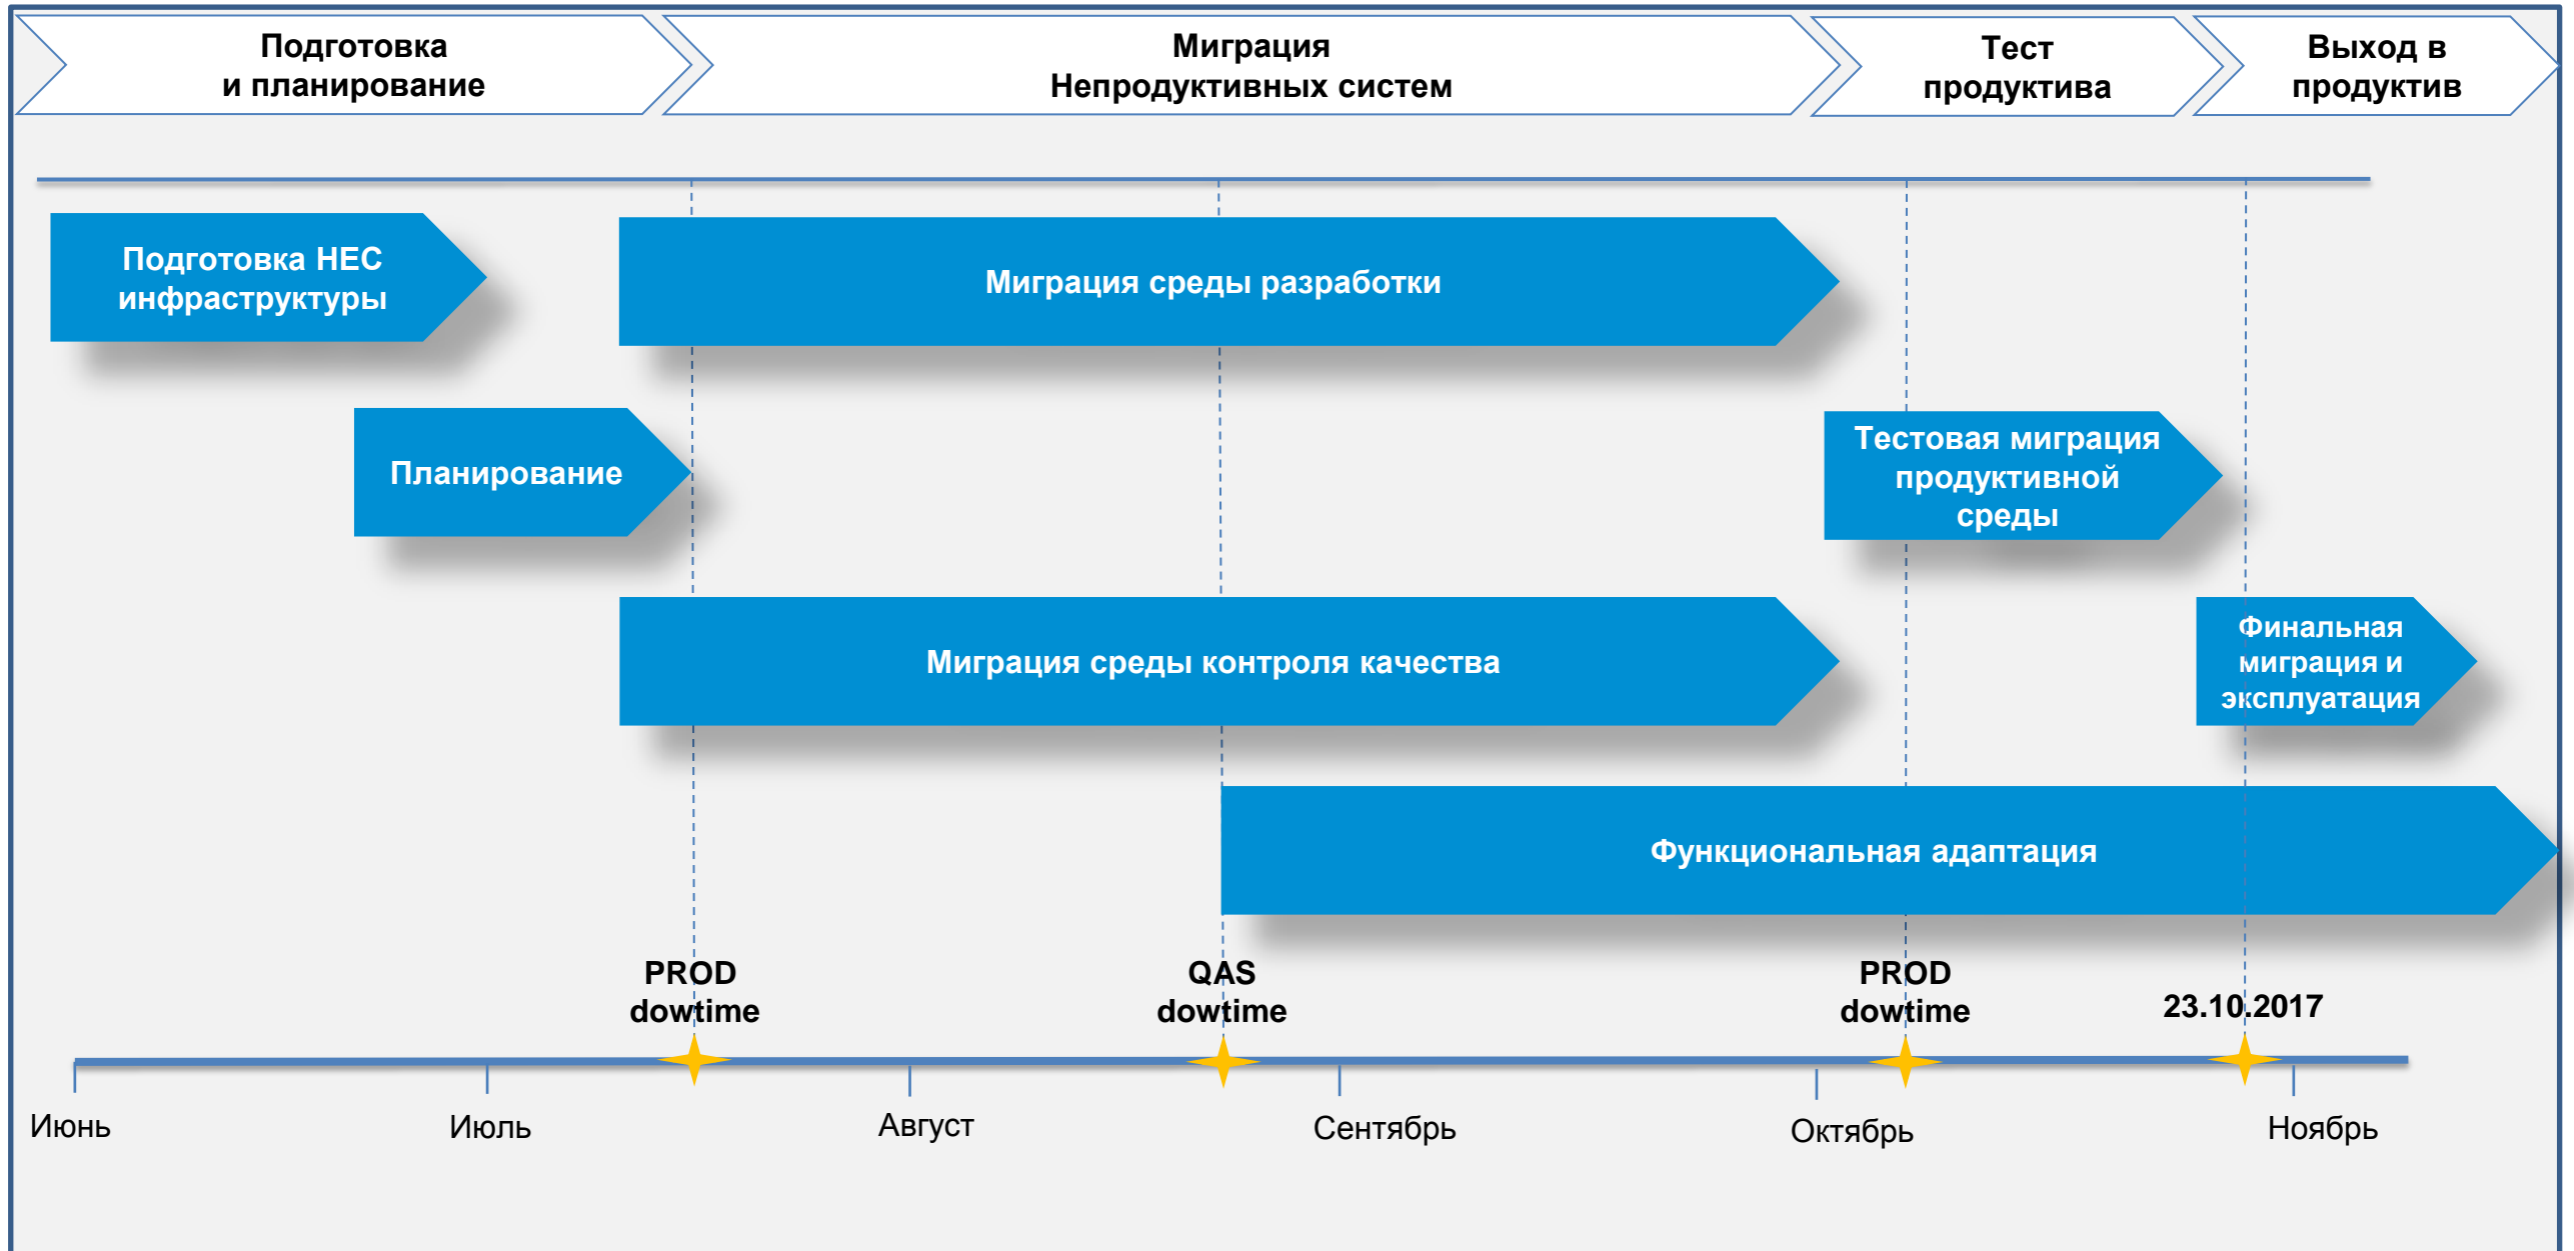 Подготовка
и планирование
Миграция
Непродуктивных систем
Тест
продуктива
Выход в
продуктив
Подготовка HEC
инфраструктуры
Миграция среды разработки
Планирование
Тестовая миграция
продуктивной
среды
Миграция среды контроля качества
Финальная
миграция и
эксплуатация
Функциональная адаптация
PROD
dowtime
QAS
dowtime
PROD
dowtime
23.10.2017
Июнь
Июль
Август
Сентябрь
Октябрь
Ноябрь